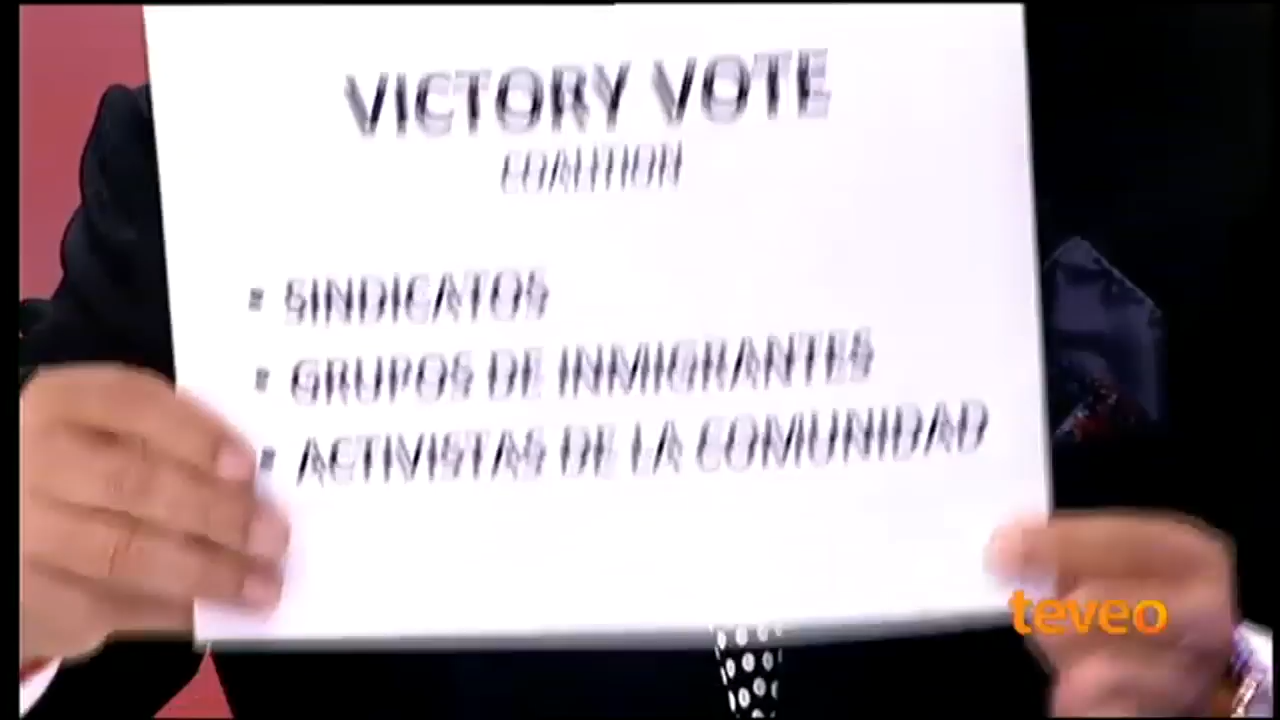 VICTORY VOTE
COALITION
▪ SINDICATOS
▪ GRUPOS DE INMIGRANTES
▪ ACTIVISTAS DE LA COMUNIDAD
teveo